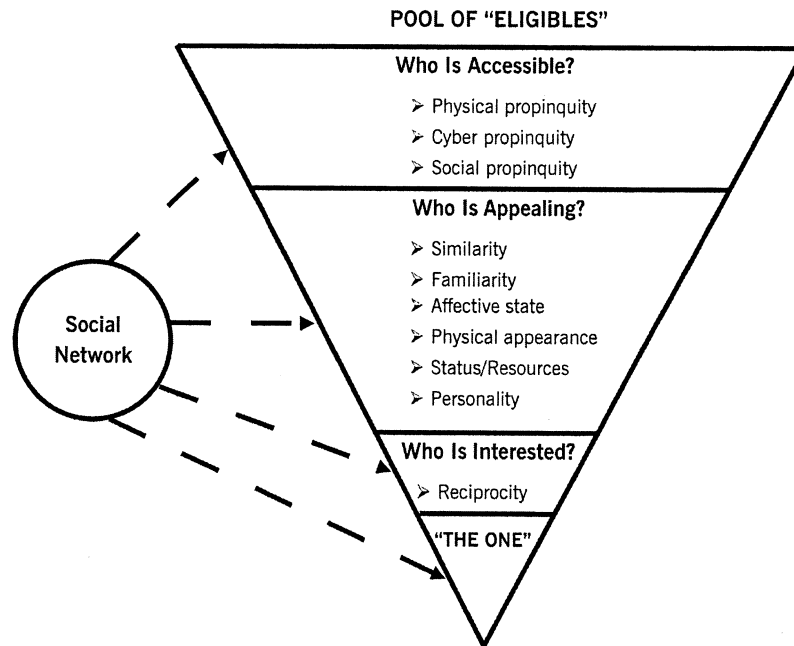 POOL OF “ELIGIBLES”
Who Is Accessible?
➢ Physical propinquity
➢ Cyber propinquity
➢ Social propinquity
Who Is Appealing?
➢ Similarity
➢ Familiarity
➢ Affective state
➢ Physical appearance
➢ Status/Resources
➢ Personality
Who Is Interested?
➢ Reciprocity
“THE ONE”
Social
Network